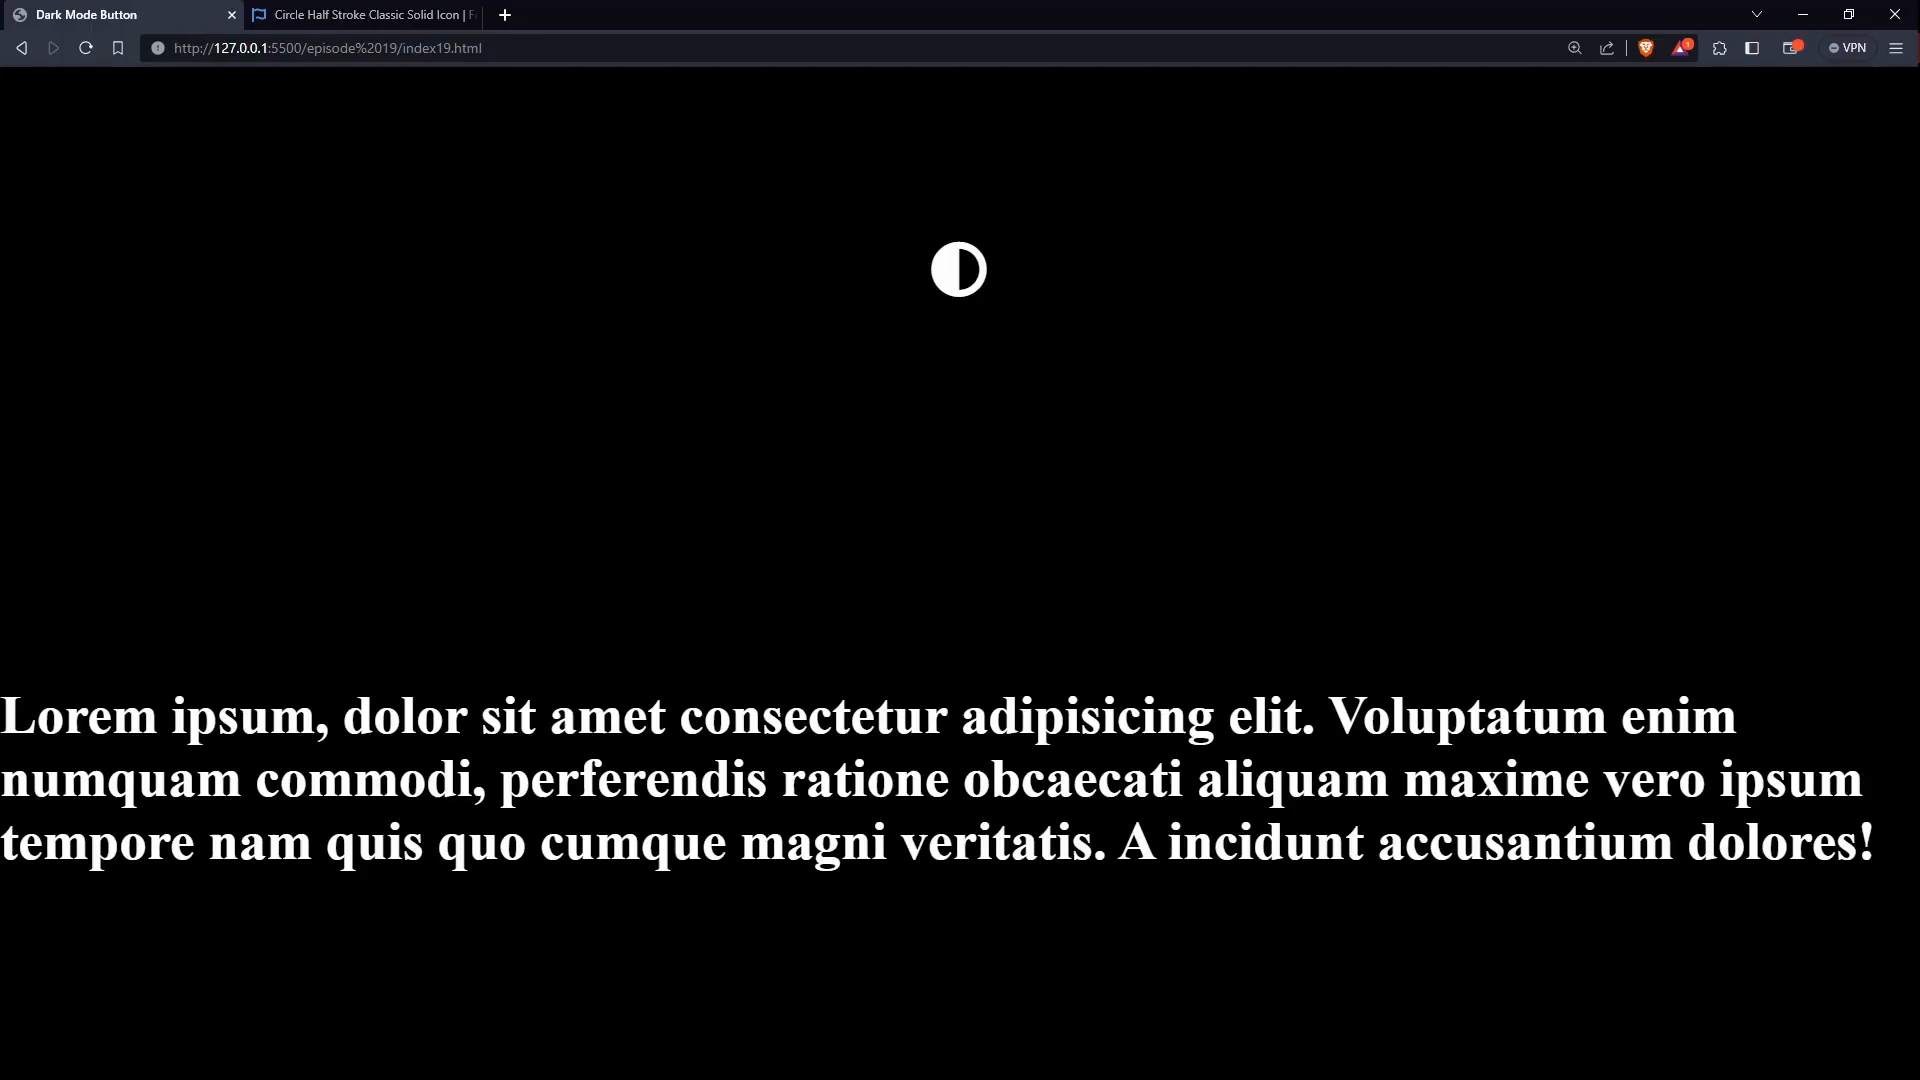 Dark Mode Button
Circle Half Stroke Classic Solid Icon |
http://127.0.0.1:5500/episode%2019/index19.html
1
VPN
Lorem ipsum, dolor sit amet consectetur adipisicing elit. Voluptatum enim
numquam commodi, perferendis ratione obcaecati aliquam maxime vero ipsum
tempore nam quis quo cumque magni veritatis. A incidunt accusantium dolores!